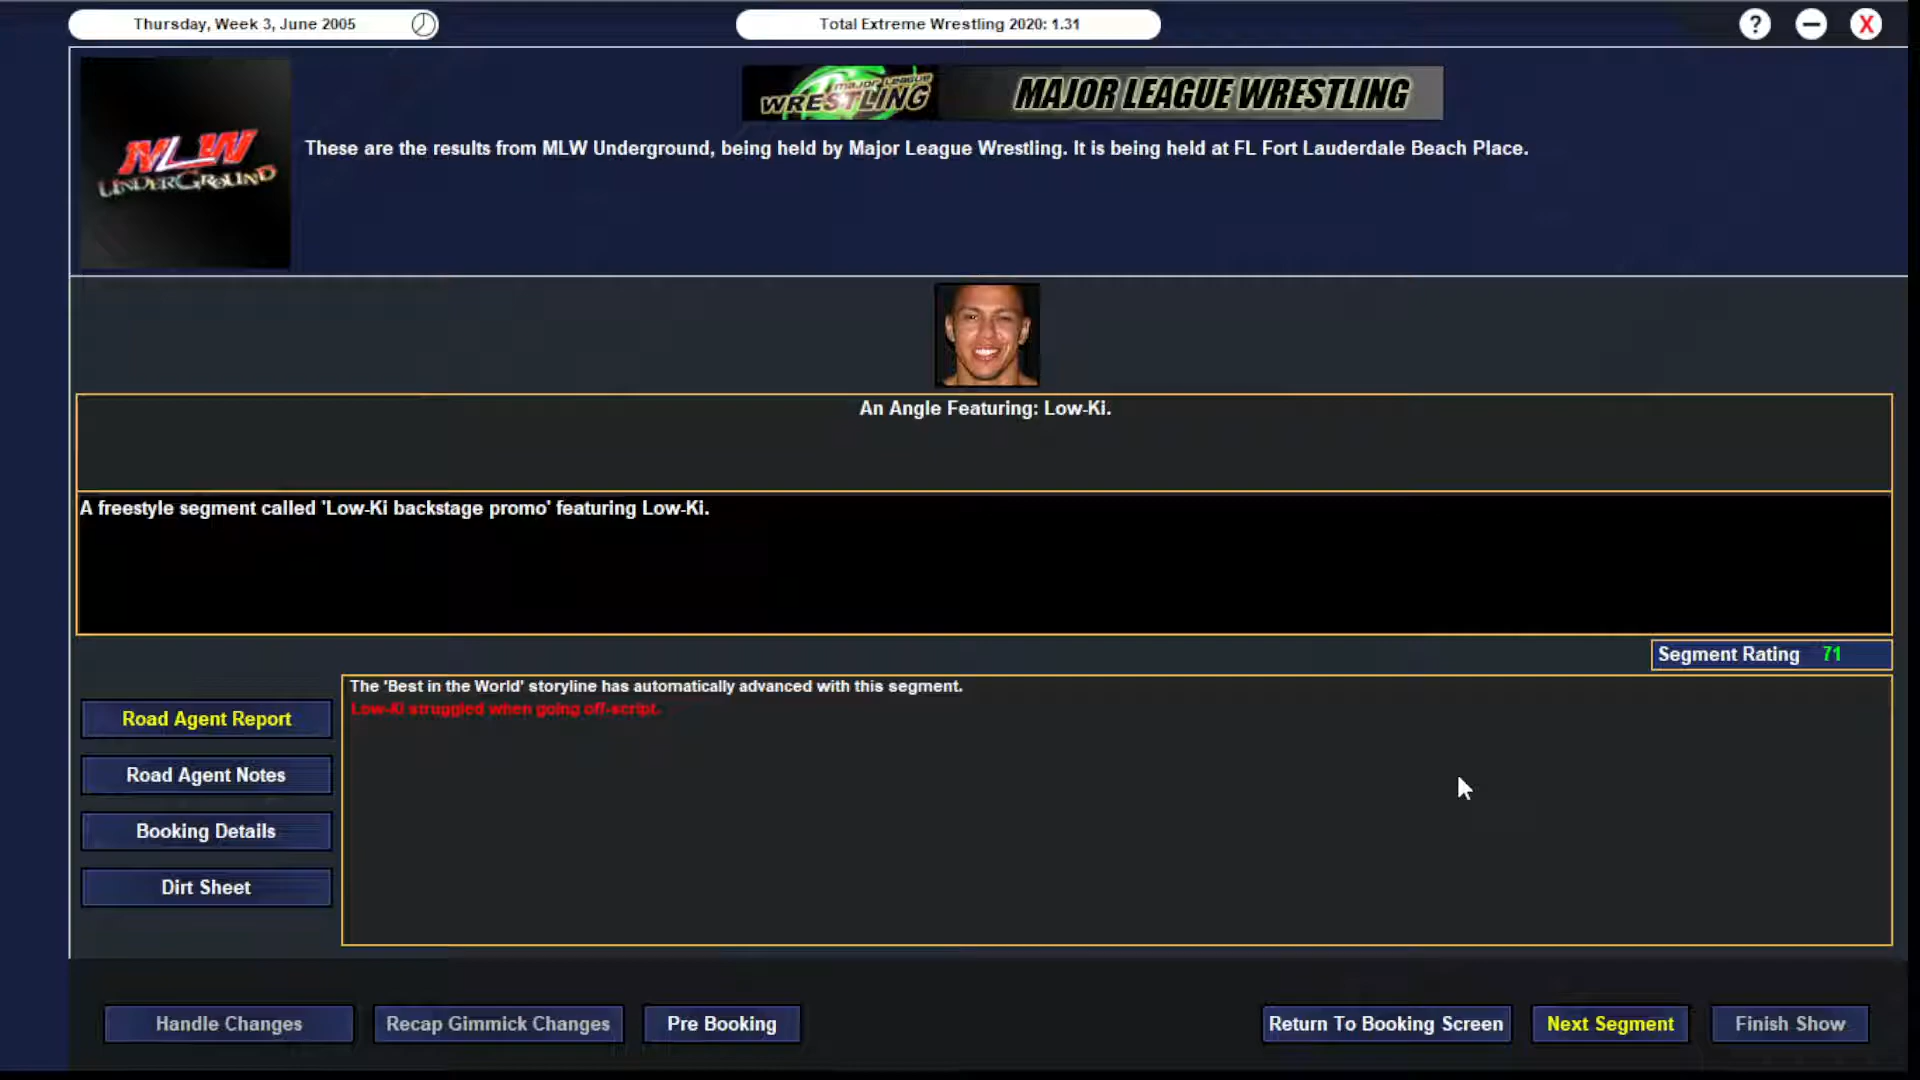 Thursday, Week 3, June 2005
Total Extreme Wrestling 2020: 1.31
?
X
MAJOR LEAGUE
WRESTLING
MAJOR LEAGUE WRESTLING
MLW
UNDERGROUND
These are the results from MLW Underground, being held by Major League Wrestling. It is being held at FL Fort Lauderdale Beach Place.
An Angle Featuring: Low-Ki.
A freestyle segment called 'Low-Ki backstage promo' featuring Low-Ki.
Segment Rating 71
The 'Best in the World' storyline has automatically advanced with this segment.
Low-Ki struggled when going off-script.
Road Agent Report
Road Agent Notes
Booking Details
Dirt Sheet
Handle Changes
Recap Gimmick Changes
Pre Booking
Return To Booking Screen
Next Segment
Finish Show